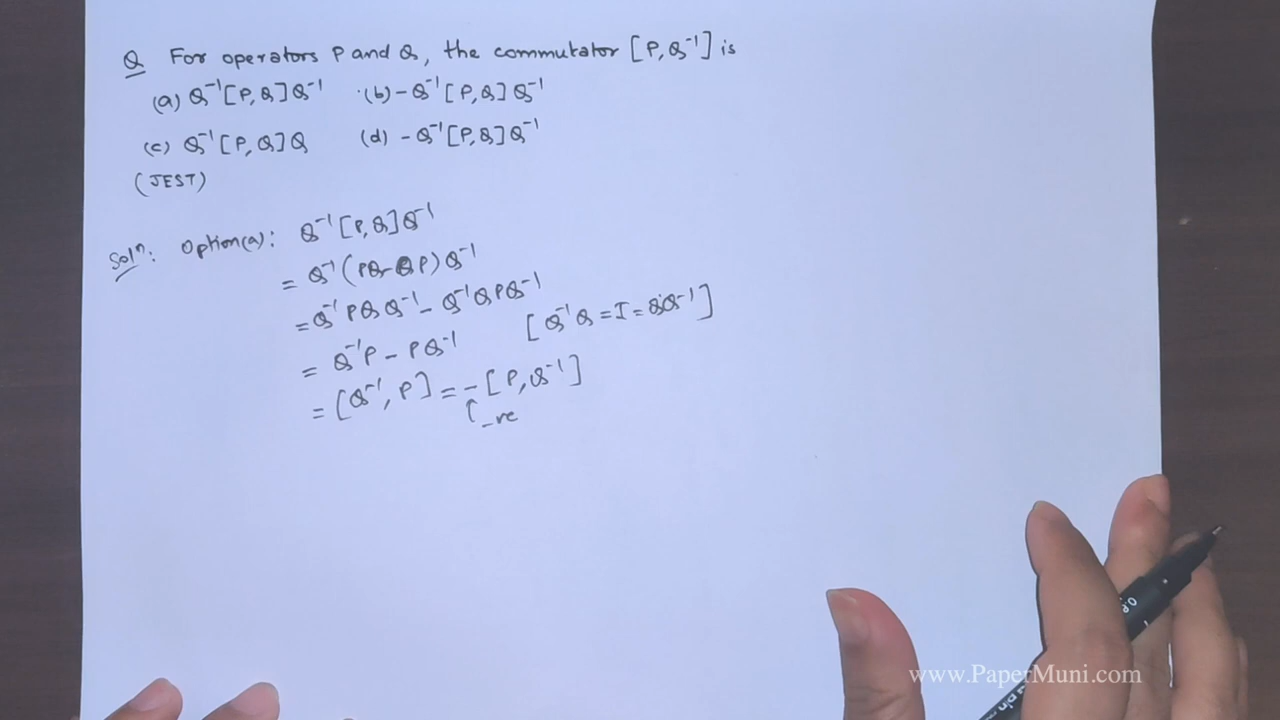 Q For operators P and Q, the commutator [P, Q⁻¹] is
(a) Q⁻¹[P, Q]Q⁻¹ (b) -Q⁻¹[P, Q]Q⁻¹
(c) Q⁻¹[P, Q]Q (d) -Q⁻¹[P, Q]Q⁻¹
(JEST)
Solⁿ: Option(a): Q⁻¹[P, Q]Q⁻¹
= Q⁻¹(PQ-QP)Q⁻¹
= Q⁻¹PQQ⁻¹ - Q⁻¹QPQ⁻¹
= Q⁻¹P - PQ⁻¹ [Q⁻¹Q = I = QQ⁻¹]
= [Q⁻¹, P] = -[P, Q⁻¹]
-ve
www.PaperMuni.com